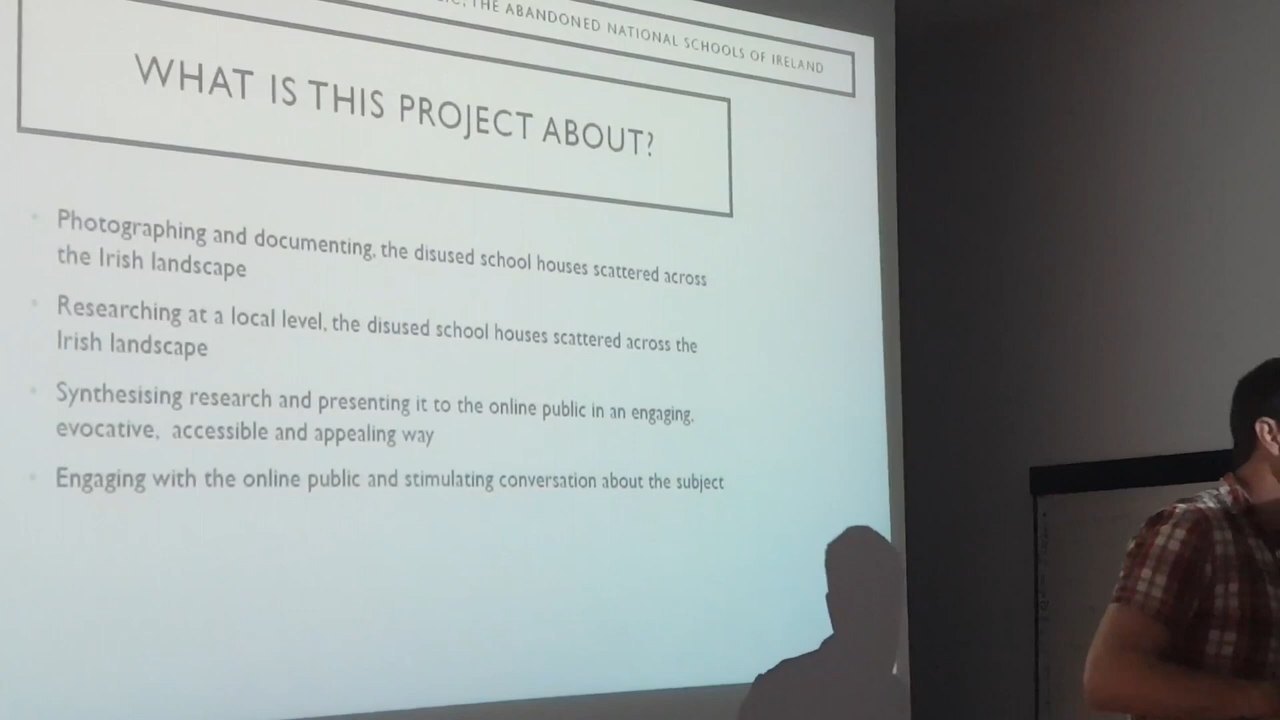 THE ABANDONED NATIONAL SCHOOLS OF IRELAND
WHAT IS THIS PROJECT ABOUT?
Photographing and documenting, the disused school houses scattered across
the Irish landscape
Researching at a local level, the disused school houses scattered across the
Irish landscape
Synthesising research and presenting it to the online public in an engaging,
evocative, accessible and appealing way
Engaging with the online public and stimulating conversation about the subject